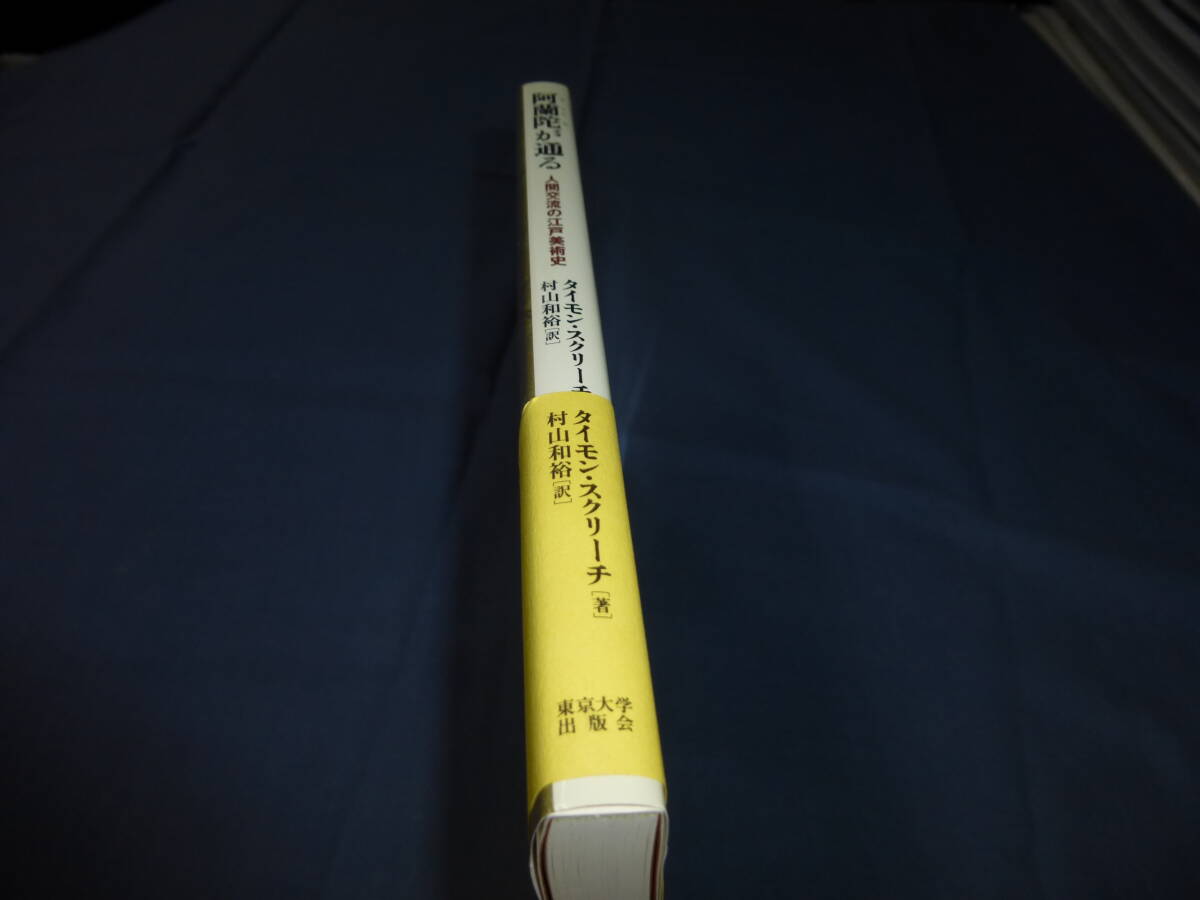 阿蘭陀が通る
人間交流の江戸美術史
タイモン・スクリーチ
村山和裕[訳]
タイモン・スクリーチ[著]
村山和裕[訳]
東京大学
出版会